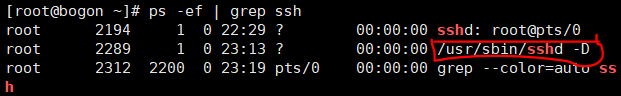 [root@bogon ~]# ps -ef | grep ssh
root 2194 1 0 22:29 ? 00:00:00 sshd: root@pts/0
root 2289 1 0 23:13 ? 00:00:00 /usr/sbin/sshd -D
root 2312 2200 0 23:19 pts/0 00:00:00 grep --color=auto ss
h